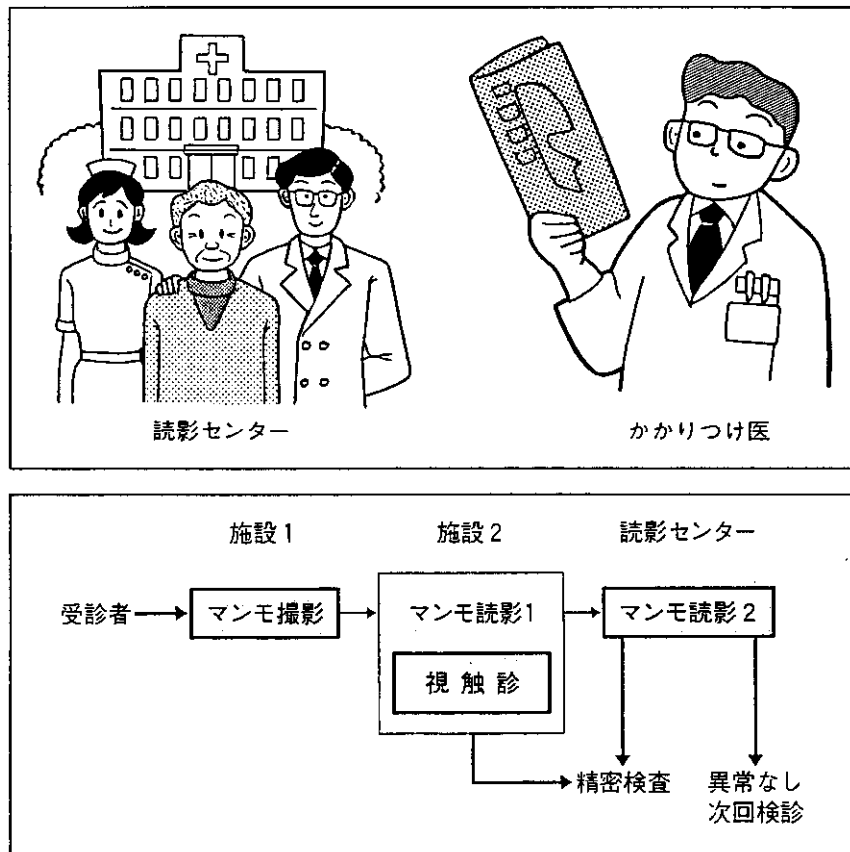 読影センター
かかりつけ医
施設1
施設2
読影センター
受診者
マンモ撮影
マンモ読影1
マンモ読影2
視触診
精密検査
異常なし
次回検診